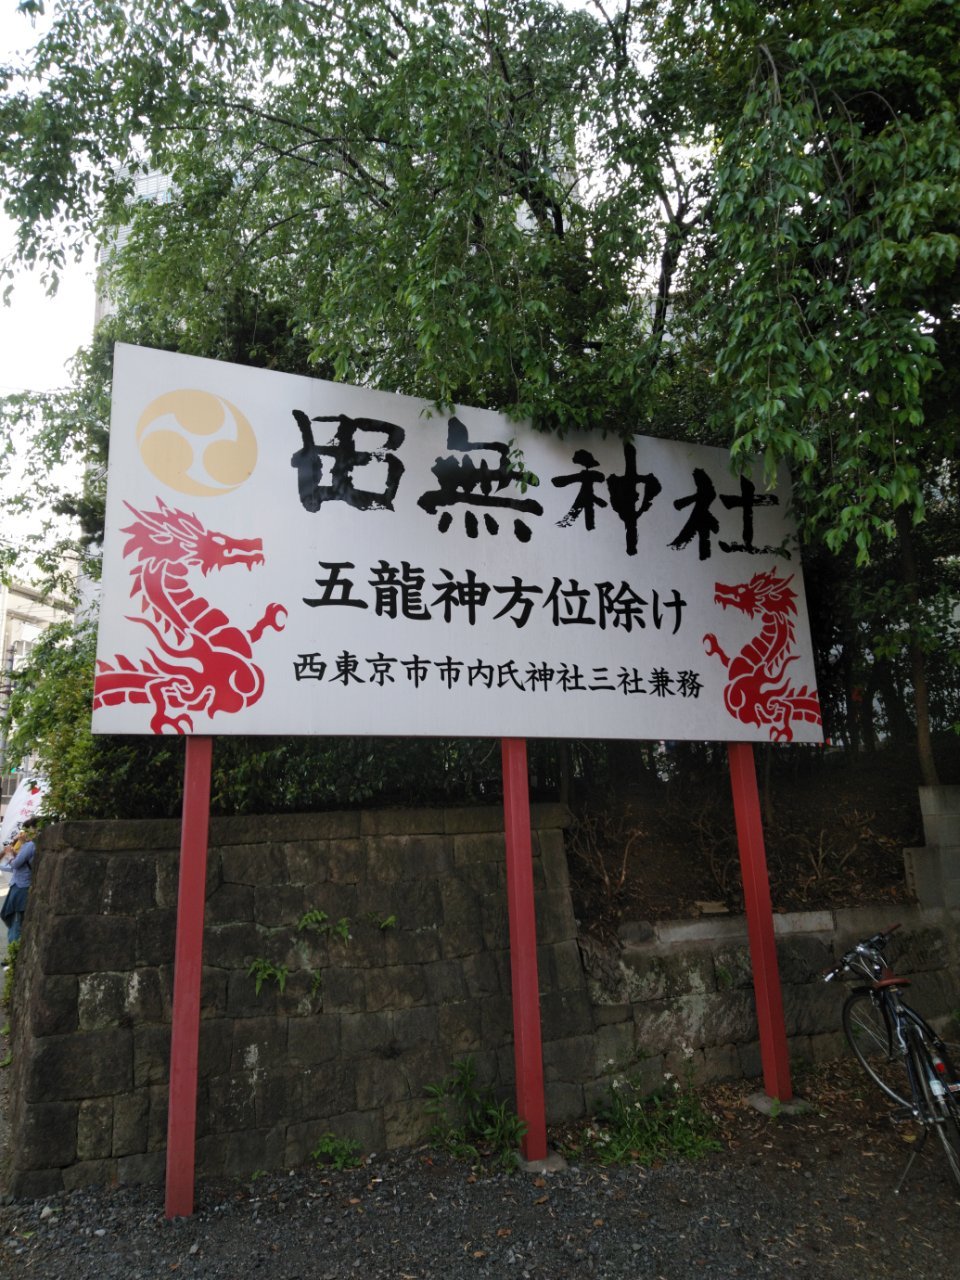 田無神社
五龍神方位除け
西東京市市内氏神社三社兼務